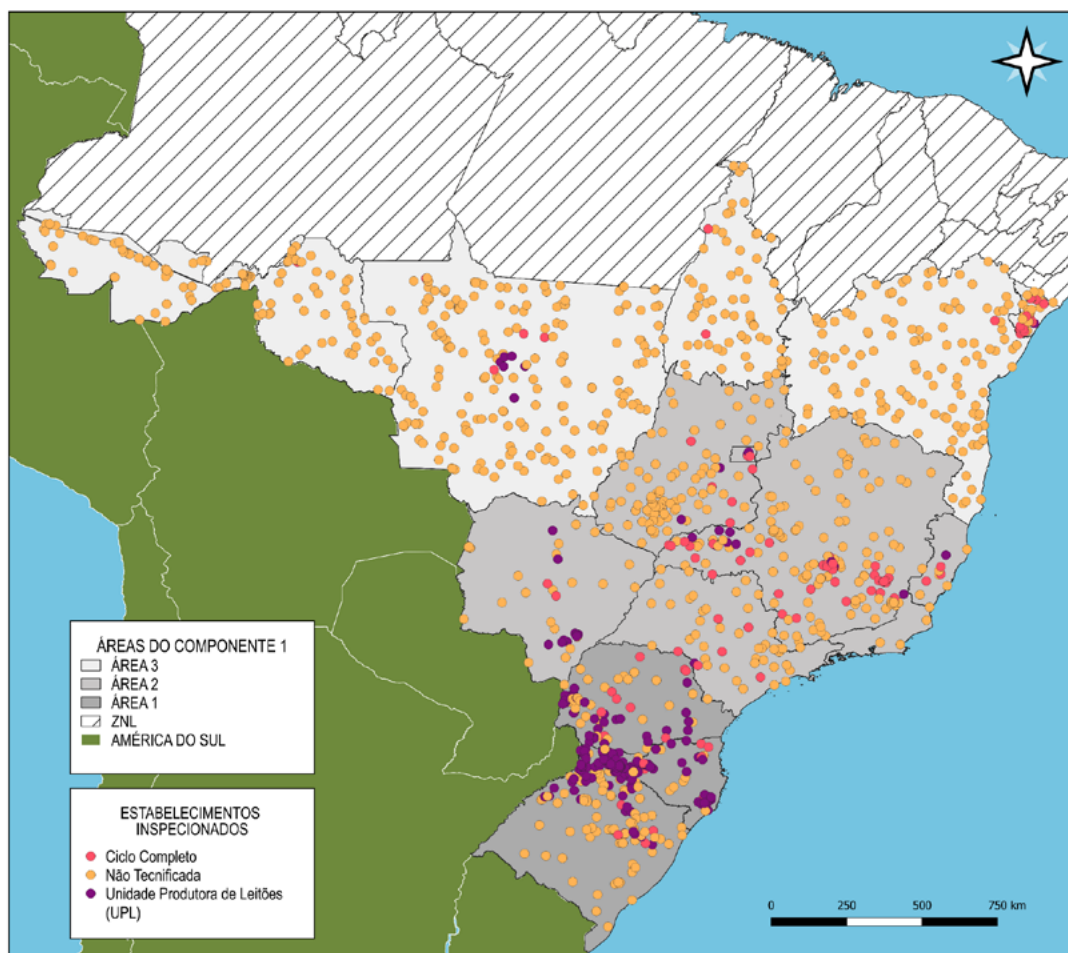 ÁREAS DO COMPONENTE 1
ÁREA 3
ÁREA 2
ÁREA 1
ZNL
AMÉRICA DO SUL
ESTABELECIMENTOS
INSPECIONADOS
Ciclo Completo
Não Tecnificada
Unidade Produtora de Leitões
(UPL)
0 250 500 750 km